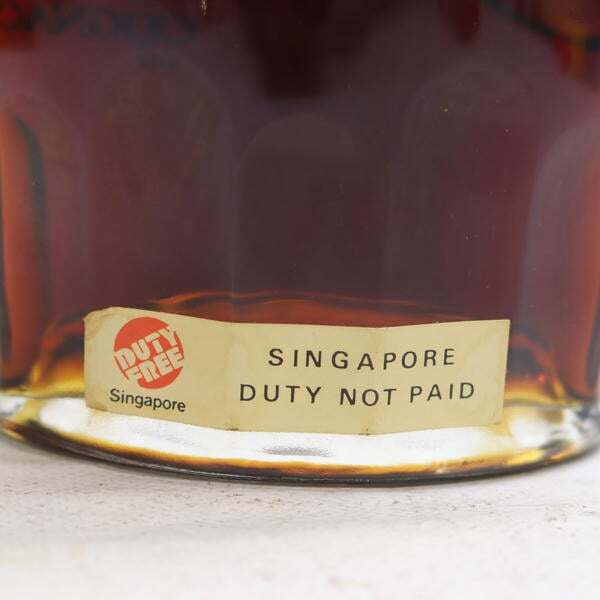 DUTY
FREE
Singapore
SINGAPORE
DUTY NOT PAID